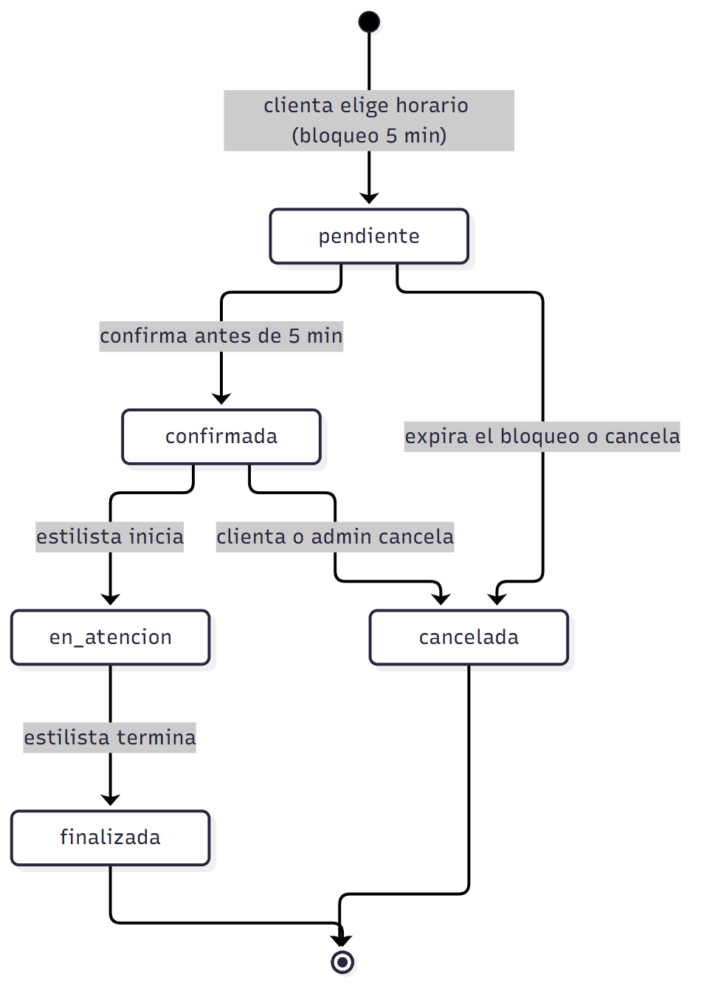 clienta elige horario
(bloqueo 5 min)
pendiente
confirma antes de 5 min
confirmada
expira el bloqueo o cancela
estilista inicia
clienta o admin cancela
en_atencion
cancelada
estilista termina
finalizada